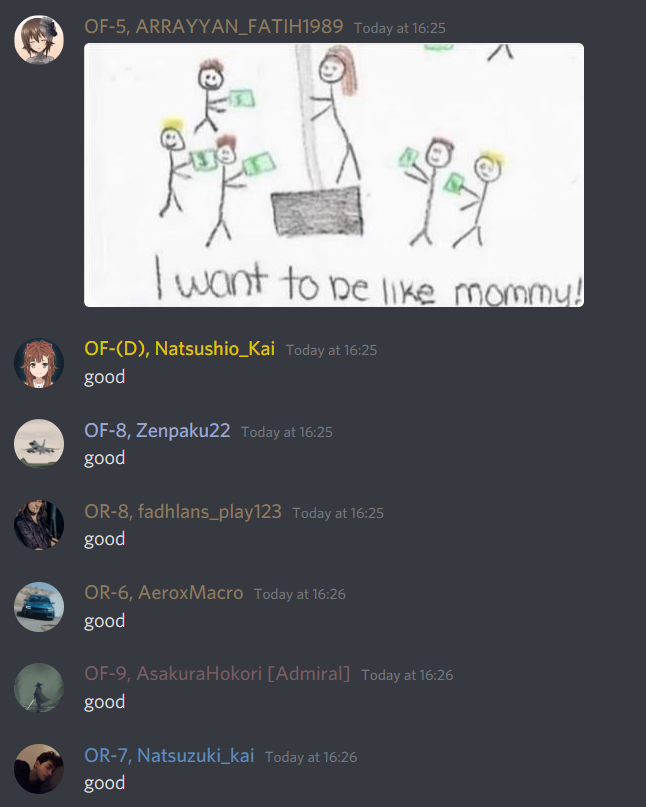 OF-5, ARRAYYAN_FATIH1989 Today at 16:25
$
$
$
I want to be like mommy!
OF-(D), Natsushio_Kai Today at 16:25
good
OF-8, Zenpaku22 Today at 16:25
good
OR-8, fadhlans_play123 Today at 16:25
good
OR-6, AeroxMacro Today at 16:26
good
OF-9, AsakuraHokori [Admiral] Today at 16:26
good
OR-7, Natsuzuki_kai Today at 16:26
good